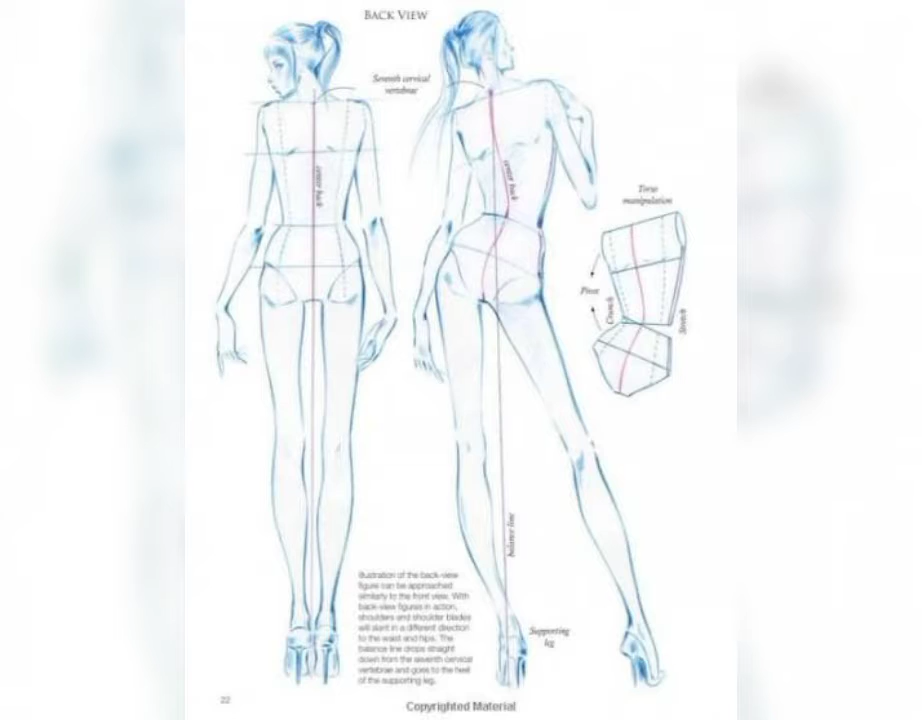 BACK VIEW
Seventh cervical
vertebrae
center back
center back
Torso
manipulation
Pivot
Crunch
Stretch
balance line
Illustration of the back-view
figure can be approached
similarly to the front view. With
back-view figures in action,
shoulders and shoulder blades
will slant in a different direction
to the waist and hips. The
balance line drops straight
down from the seventh cervical
vertebrae and goes to the heel
of the supporting leg.
Supporting
leg
22
Copyrighted Material